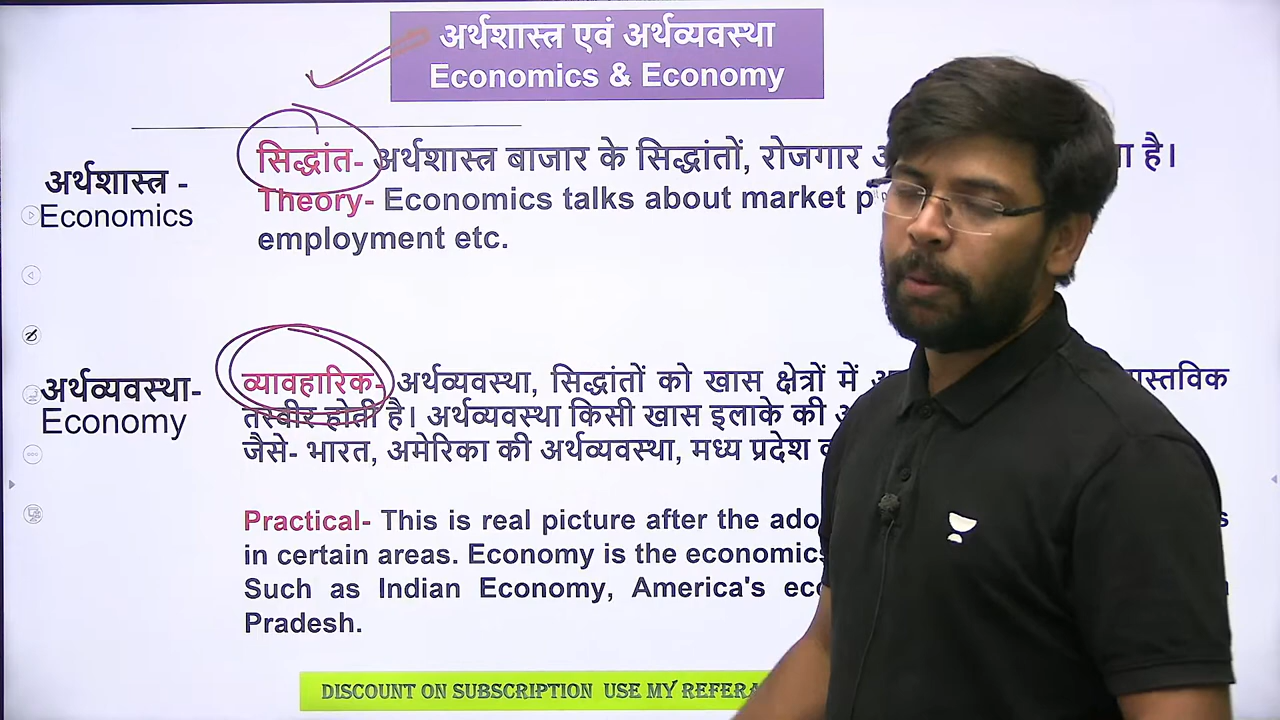 अर्थशास्त्र एवं अर्थव्यवस्था
Economics & Economy
अर्थशास्त्र -
Economics
सिद्धांत- अर्थशास्त्र बाजार के सिद्धांतों, रोजगार है।
Theory- Economics talks about market
employment etc.
अर्थव्यवस्था-
Economy
व्यावहारिक- अर्थव्यवस्था, सिद्धांतों को खास क्षेत्रों में
तस्वीर होती है। अर्थव्यवस्था किसी खास इलाके की
जैसे- भारत, अमेरिका की अर्थव्यवस्था, मध्य प्रदेश
Practical- This is real picture after the
in certain areas. Economy is the economics
Such as Indian Economy, America's
Pradesh.
DISCOUNT ON SUBSCRIPTION USE MY